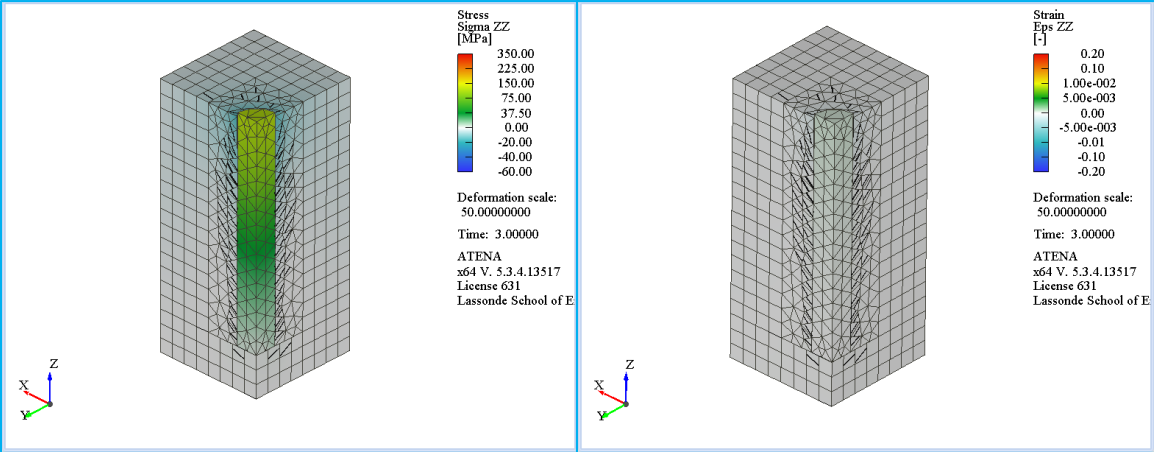 Stress
Sigma ZZ
[MPa]
350.00
225.00
150.00
75.00
37.50
0.00
-20.00
-40.00
-60.00
Deformation scale:
50.00000000
Time: 3.00000
ATENA
x64 V. 5.3.4.13517
License 631
Lassonde School of E
X
Y
Z
Strain
Eps ZZ
[-]
0.20
0.10
1.00e-002
5.00e-003
0.00
-5.00e-003
-0.01
-0.10
-0.20
Deformation scale:
50.00000000
Time: 3.00000
ATENA
x64 V. 5.3.4.13517
License 631
Lassonde School of E
X
Y
Z